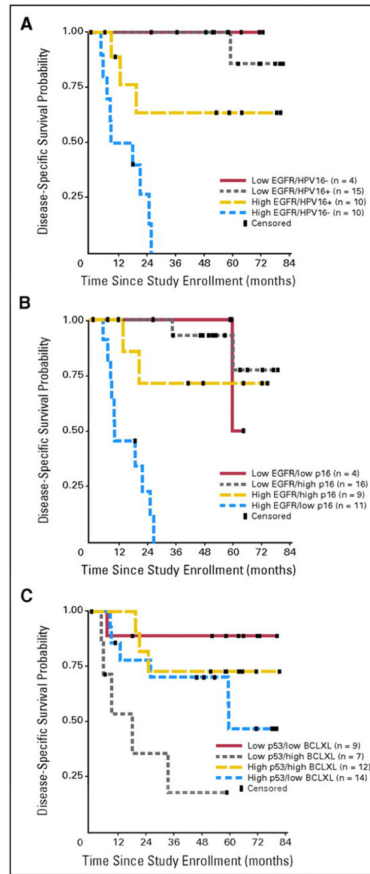 A
Disease-Specific Survival Probability
1.00
0.75
0.50
0.25
Low EGFR/HPV16- (n = 4)
Low EGFR/HPV16+ (n = 15)
High EGFR/HPV16+ (n = 10)
High EGFR/HPV16- (n = 10)
Censored
0 12 24 36 48 60 72 84
Time Since Study Enrollment (months)
B
Disease-Specific Survival Probability
1.00
0.75
0.50
0.25
Low EGFR/low p16 (n = 4)
Low EGFR/high p16 (n = 16)
High EGFR/high p16 (n = 9)
High EGFR/low p16 (n = 11)
Censored
0 12 24 36 48 60 72 84
Time Since Study Enrollment (months)
C
Disease-Specific Survival Probability
1.00
0.75
0.50
0.25
Low p53/low BCLXL (n = 9)
Low p53/high BCLXL (n = 7)
High p53/high BCLXL (n = 12)
High p53/low BCLXL (n = 14)
Censored
0 12 24 36 48 60 72 84
Time Since Study Enrollment (months)